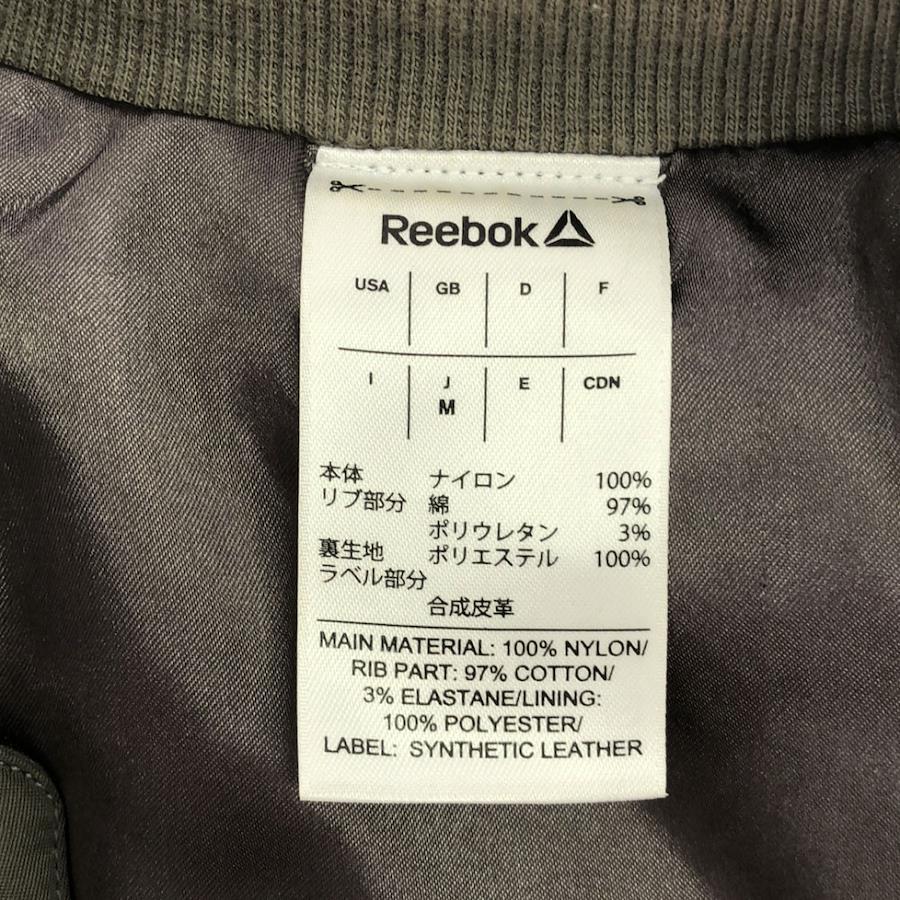 Reebok
USA GB D F
I J E CDN
M
本体 ナイロン 100%
リブ部分 綿 97%
ポリウレタン 3%
裏生地 ポリエステル 100%
ラベル部分
合成皮革
MAIN MATERIAL: 100% NYLON/
RIB PART: 97% COTTON/
3% ELASTANE/LINING:
100% POLYESTER/
LABEL: SYNTHETIC LEATHER